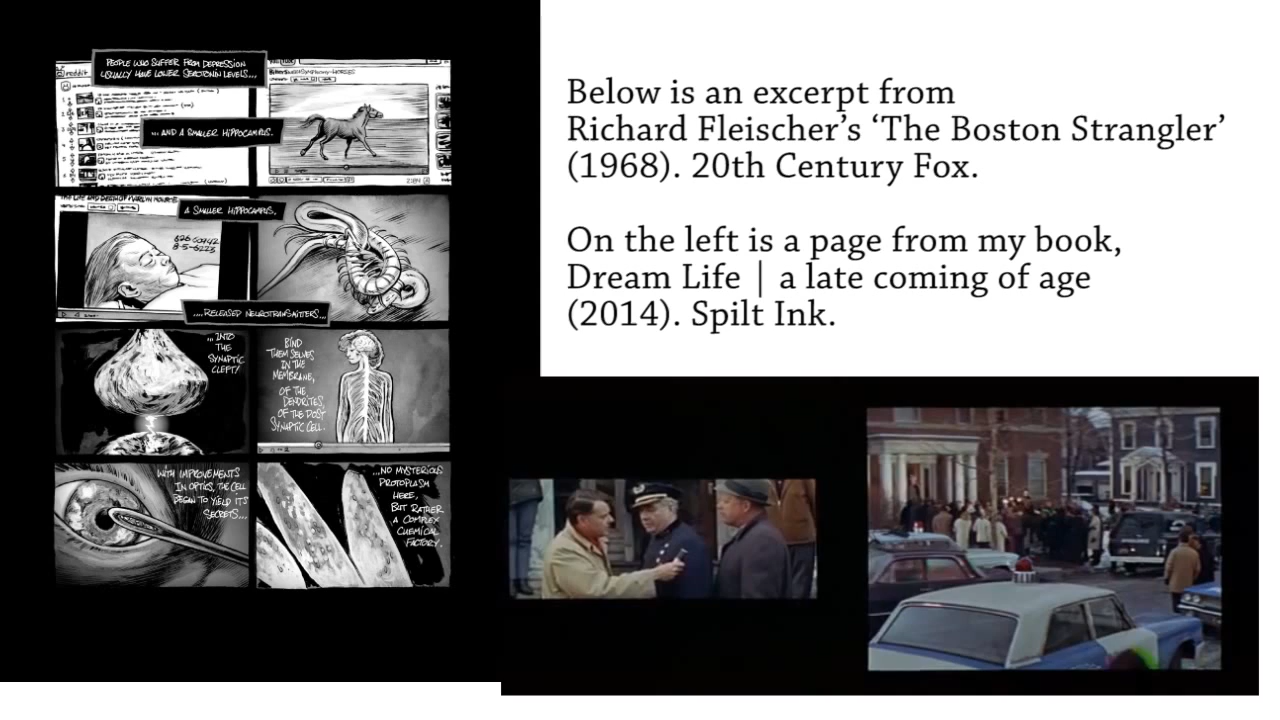 PEOPLE WHO SUFFER FROM DEPRESSION
USUALLY HAVE LOWER SEROTONIN LEVELS...
reddit
... AND A SMALLER HIPPOCAMPUS.
A SMALLER HIPPOCAMPUS.
....RELEASED NEUROTRANSMITTERS...
...INTO
THE
SYNAPTIC
CLEFT!
BIND
THEMSELVES
IN THE
MEMBRANE,
OF THE
DENDRITES,
OF THE POST
SYNAPTIC CELL.
WITH IMPROVEMENTS
IN OPTICS, THE CELL
BEGAN TO YIELD ITS
SECRETS...
...NO MYSTERIOUS
PROTOPLASM
HERE,
BUT RATHER
A COMPLEX
CHEMICAL
FACTORY.
Below is an excerpt from
Richard Fleischer’s ‘The Boston Strangler’
(1968). 20th Century Fox.
On the left is a page from my book,
Dream Life | a late coming of age
(2014). Spilt Ink.